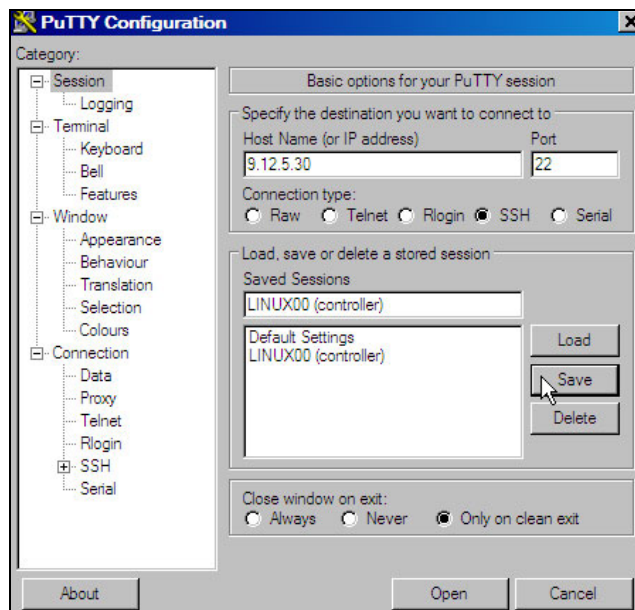 PuTTY Configuration
Category:
Session
Logging
Terminal
Keyboard
Bell
Features
Window
Appearance
Behaviour
Translation
Selection
Colours
Connection
Data
Proxy
Telnet
Rlogin
SSH
Serial
Basic options for your PuTTY session
Specify the destination you want to connect to
Host Name (or IP address) Port
9.12.5.30 22
Connection type:
Raw Telnet Rlogin SSH Serial
Load, save or delete a stored session
Saved Sessions
LINUX00 (controller)
Default Settings
LINUX00 (controller)
Load
Save
Delete
Close window on exit:
Always Never Only on clean exit
About Open Cancel